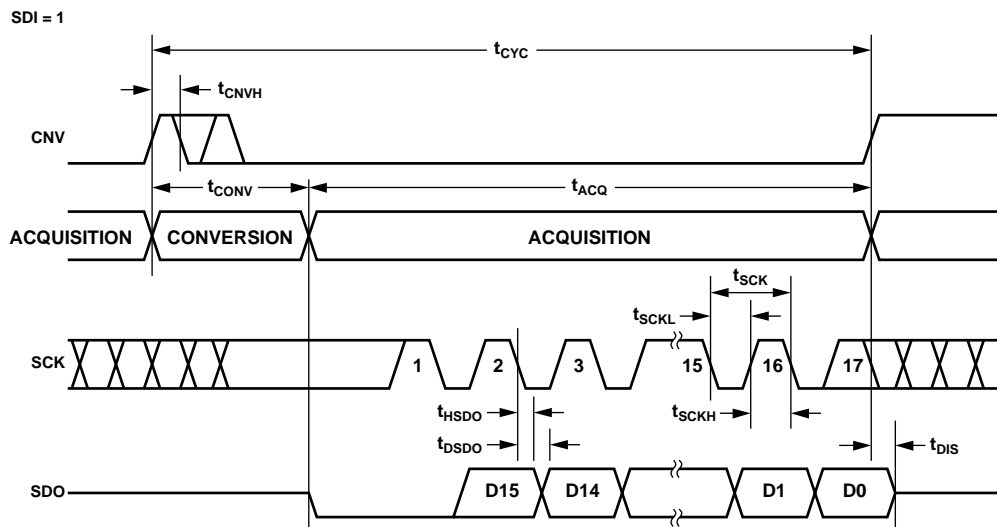 SDI = 1
tCYC
tCNVH
CNV
tCONV
tACQ
ACQUISITION
CONVERSION
ACQUISITION
tSCK
tSCKL
SCK
1
2
3
15
16
17
tHSDO
tSCKH
tDSDO
tDIS
SDO
D15
D14
D1
D0